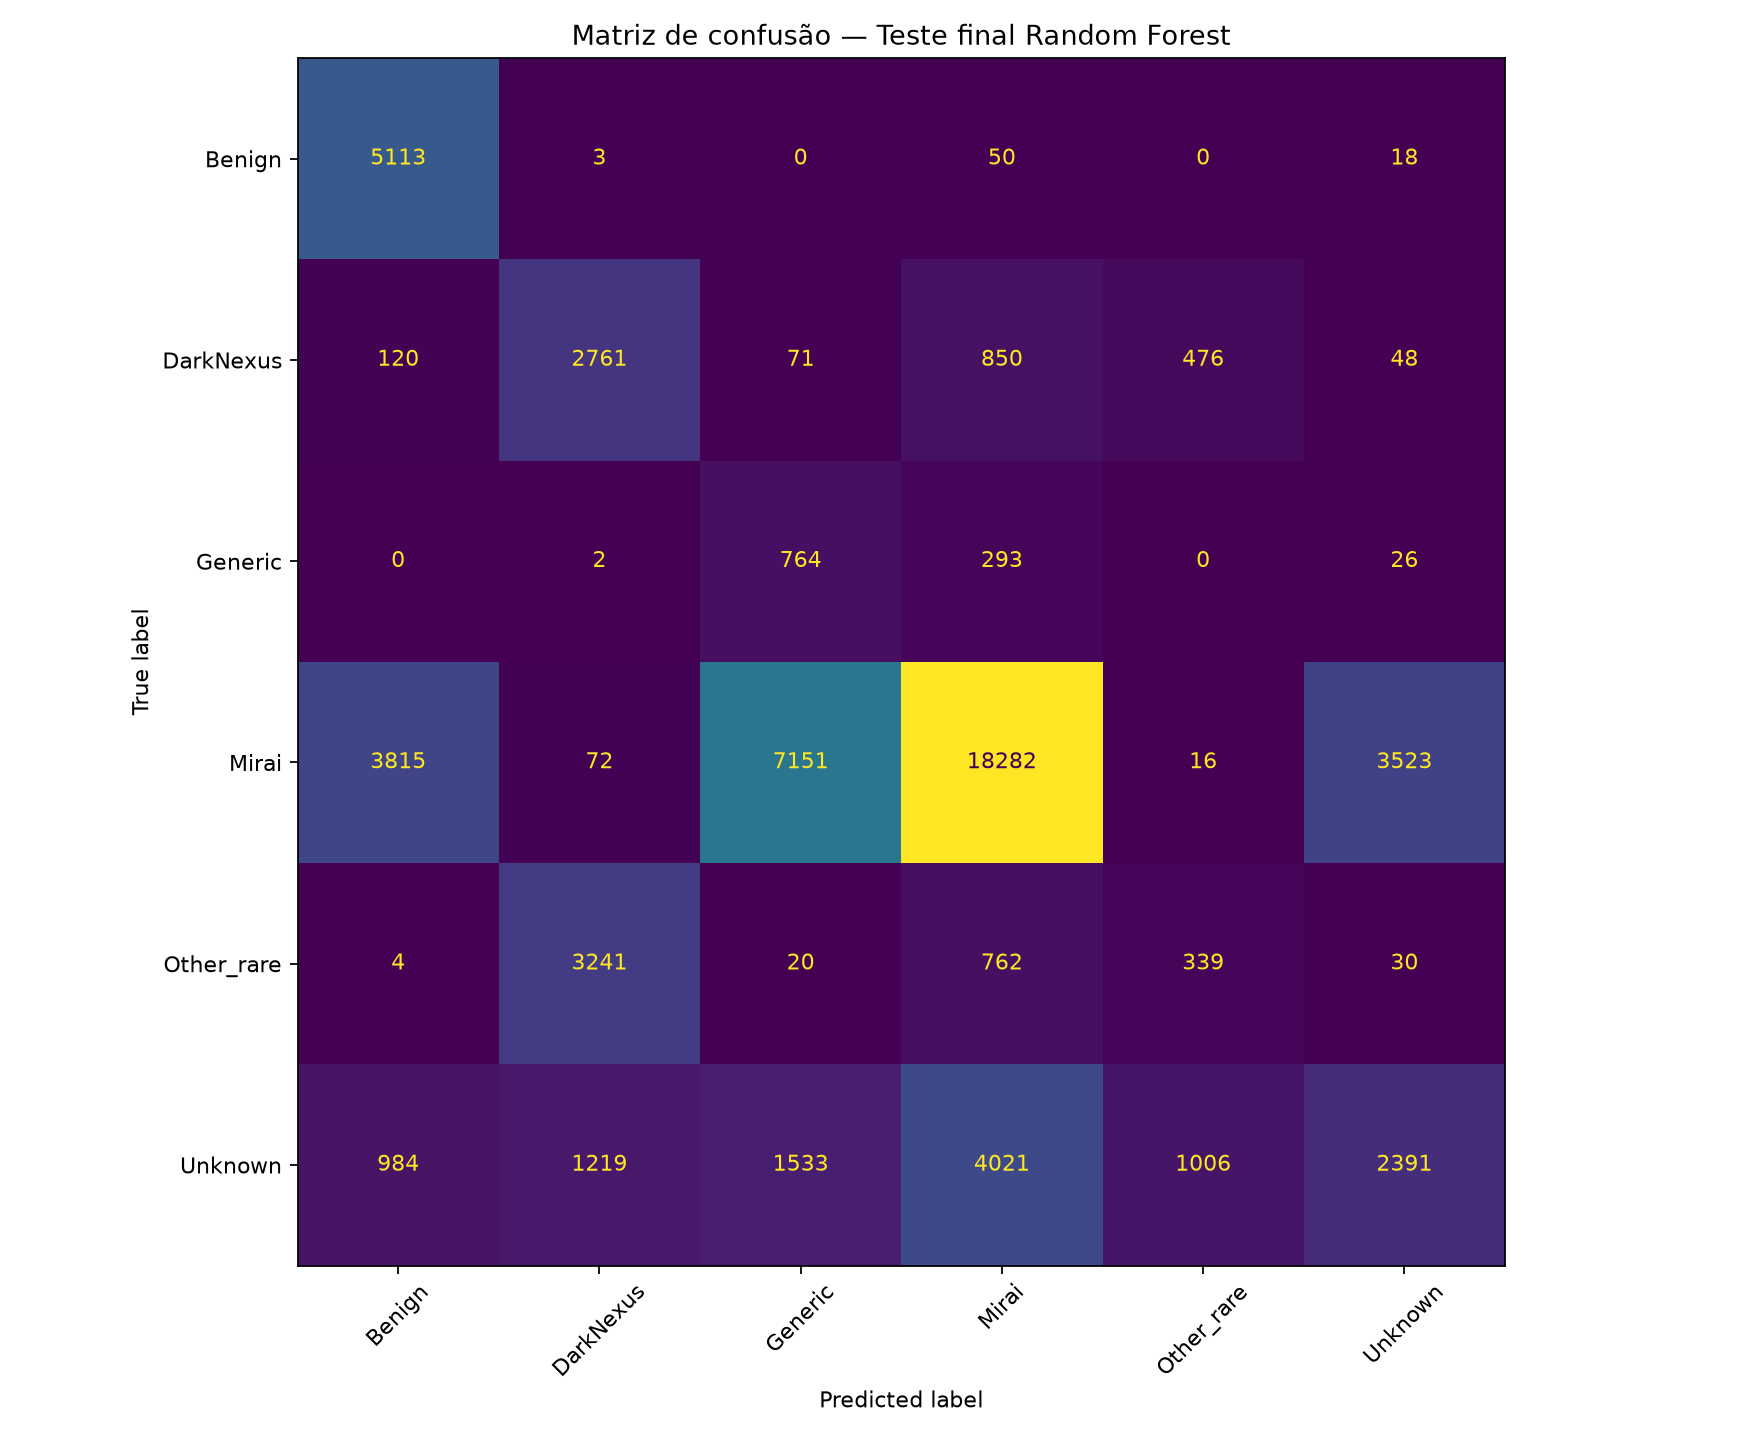 Matriz de confusão — Teste final Random Forest
Benign 5113 3 0 50 0 18
DarkNexus 120 2761 71 850 476 48
Generic 0 2 764 293 0 26
Mirai 3815 72 7151 18282 16 3523
Other_rare 4 3241 20 762 339 30
Unknown 984 1219 1533 4021 1006 2391
True label
Benign DarkNexus Generic Mirai Other_rare Unknown
Predicted label